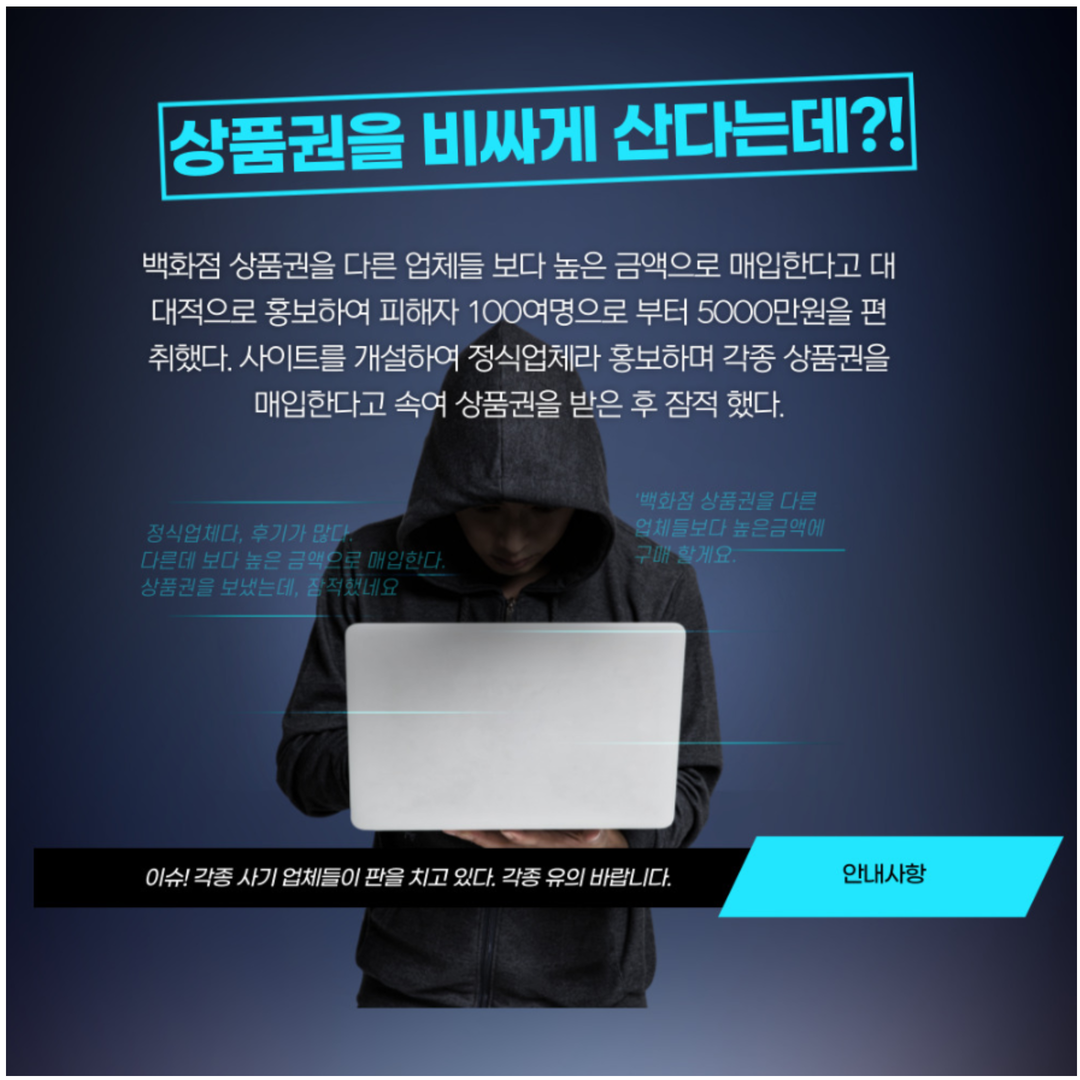 상품권을 비싸게 산다는데?!
백화점 상품권을 다른 업체들 보다 높은 금액으로 매입한다고 대
대적으로 홍보하여 피해자 100여명으로 부터 5000만원을 편
취했다. 사이트를 개설하여 정식업체라 홍보하며 각종 상품권을
매입한다고 속여 상품권을 받은 후 잠적 했다.
정식업체다, 후기가 많다.
다른데 보다 높은 금액으로 매입한다.
상품권을 보냈는데, 잠적했네요
'백화점 상품권을 다른
업체들보다 높은금액에
구매 할게요.
이슈! 각종 사기 업체들이 판을 치고 있다. 각종 유의 바랍니다.
안내사항